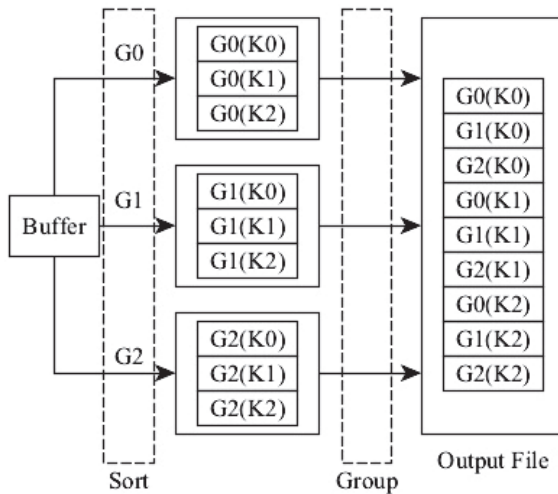 G0
G0(K0)
G0(K1)
G0(K2)
Buffer
G1
G1(K0)
G1(K1)
G1(K2)
G2
G2(K0)
G2(K1)
G2(K2)
G0(K0)
G1(K0)
G2(K0)
G0(K1)
G1(K1)
G2(K1)
G0(K2)
G1(K2)
G2(K2)
Sort
Group
Output File